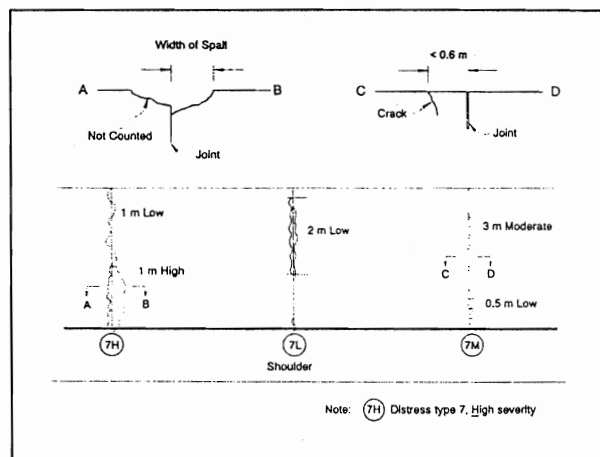 Width of Spall
< 0.6 m
A
B
C
D
Not Counted
Joint
Crack
Joint
1 m Low
1 m High
A
B
2 m Low
3 m Moderate
C
D
0.5 m Low
7H
7L
7M
Shoulder
Note: 7H Distress type 7, High severity